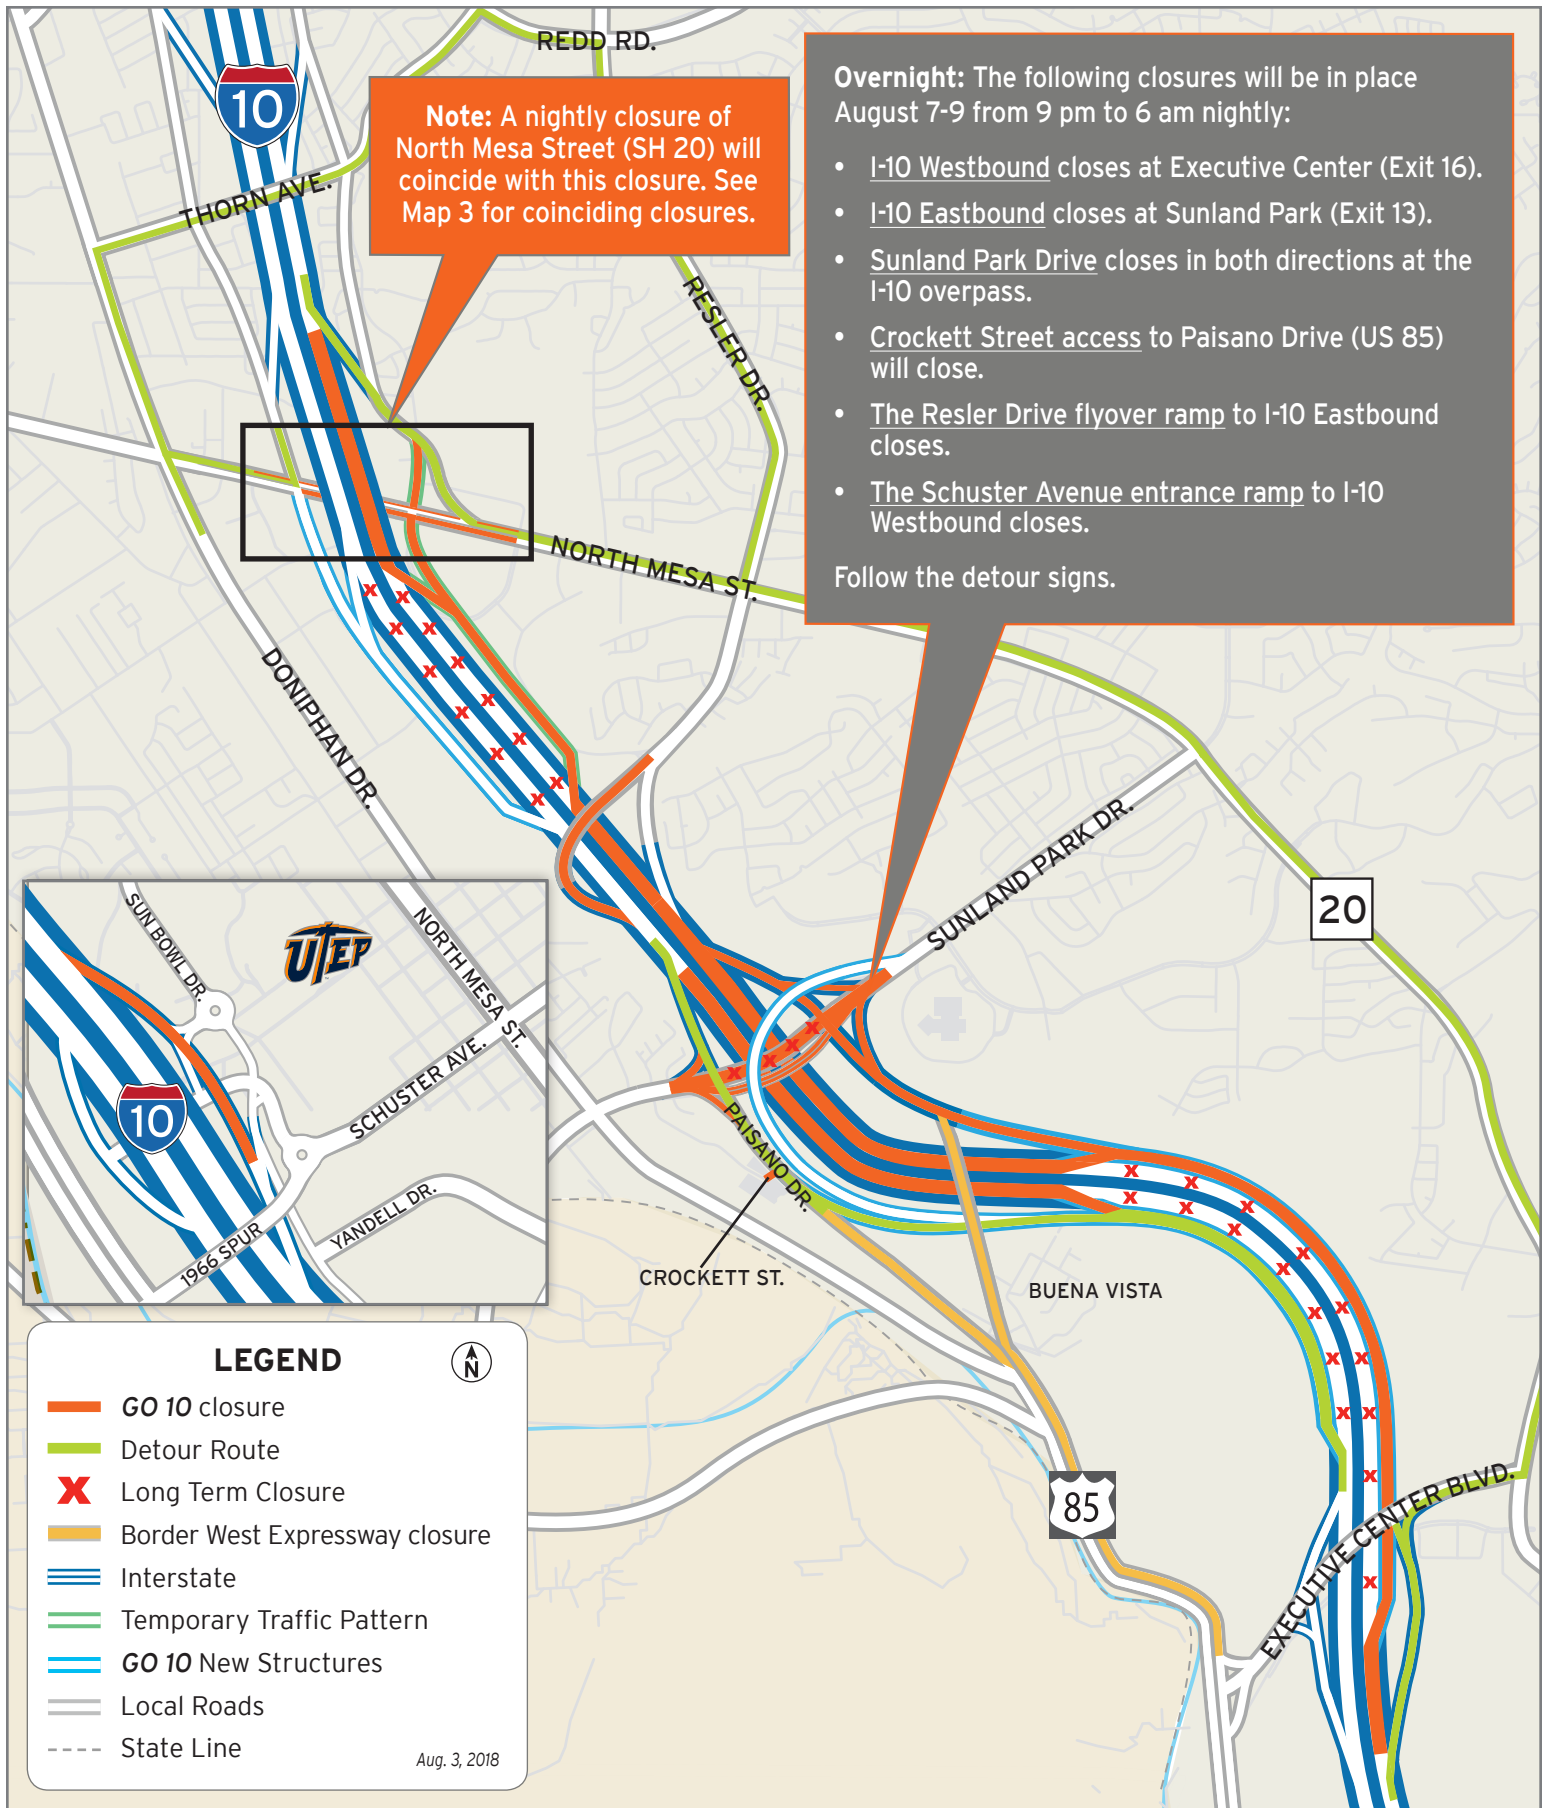 REDD RD.
10
Note: A nightly closure of
North Mesa Street (SH 20) will
coincide with this closure. See
Map 3 for coinciding closures.
Overnight: The following closures will be in place
August 7-9 from 9 pm to 6 am nightly:
• I-10 Westbound closes at Executive Center (Exit 16).
• I-10 Eastbound closes at Sunland Park (Exit 13).
• Sunland Park Drive closes in both directions at the
I-10 overpass.
• Crockett Street access to Paisano Drive (US 85)
will close.
• The Resler Drive flyover ramp to I-10 Eastbound
closes.
• The Schuster Avenue entrance ramp to I-10
Westbound closes.
Follow the detour signs.
THORN AVE.
RESLER DR.
NORTH MESA ST.
DONIPHAN DR.
SUNLAND PARK DR.
20
SUN BOWL DR.
UTEP
NORTH MESA ST.
SCHUSTER AVE.
10
YANDELL DR.
1966 SPUR
PAISANO DR.
CROCKETT ST.
BUENA VISTA
85
EXECUTIVE CENTER BLVD.
LEGEND
N
GO 10 closure
Detour Route
X Long Term Closure
Border West Expressway closure
Interstate
Temporary Traffic Pattern
GO 10 New Structures
Local Roads
State Line
Aug. 3, 2018